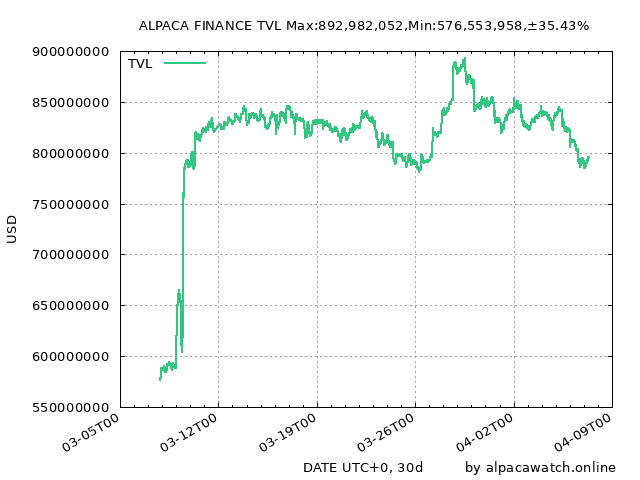 ALPACA FINANCE TVL Max:892,982,052,Min:576,553,958,±35.43%
TVL
900000000
850000000
800000000
750000000
700000000
650000000
600000000
550000000
USD
03-05T00
03-12T00
03-19T00
03-26T00
04-02T00
04-09T00
DATE UTC+0, 30d
by alpacawatch.online